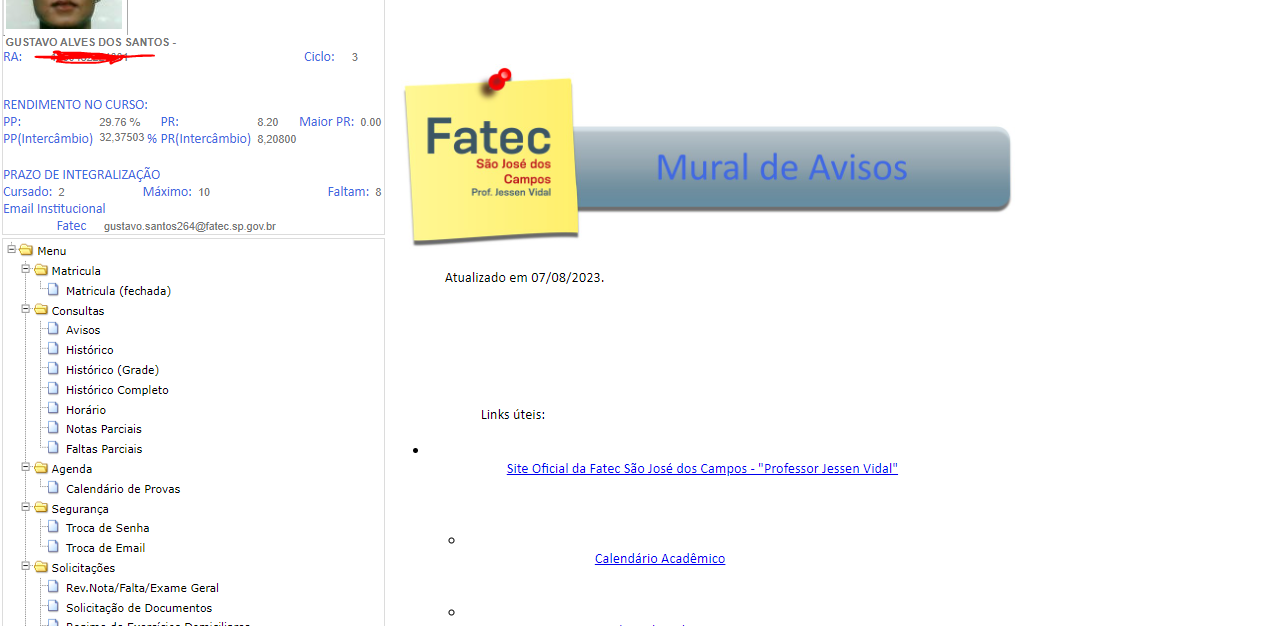 GUSTAVO ALVES DOS SANTOS -
RA: Ciclo: 3
RENDIMENTO NO CURSO:
PP: 29.76 % PR: 8.20 Maior PR: 0.00
PP(Intercâmbio) 32,37503 % PR(Intercâmbio) 8,20800
PRAZO DE INTEGRALIZAÇÃO
Cursado: 2 Máximo: 10 Faltam: 8
Email Institucional
Fatec gustavo.santos264@fatec.sp.gov.br
Menu
Matricula
Matricula (fechada)
Consultas
Avisos
Histórico
Histórico (Grade)
Histórico Completo
Horário
Notas Parciais
Faltas Parciais
Agenda
Calendário de Provas
Segurança
Troca de Senha
Troca de Email
Solicitações
Rev.Nota/Falta/Exame Geral
Solicitação de Documentos
Fatec
São José dos
Campos
Prof. Jessen Vidal
Mural de Avisos
Atualizado em 07/08/2023.
Links úteis:
Site Oficial da Fatec São José dos Campos - "Professor Jessen Vidal"
Calendário Acadêmico